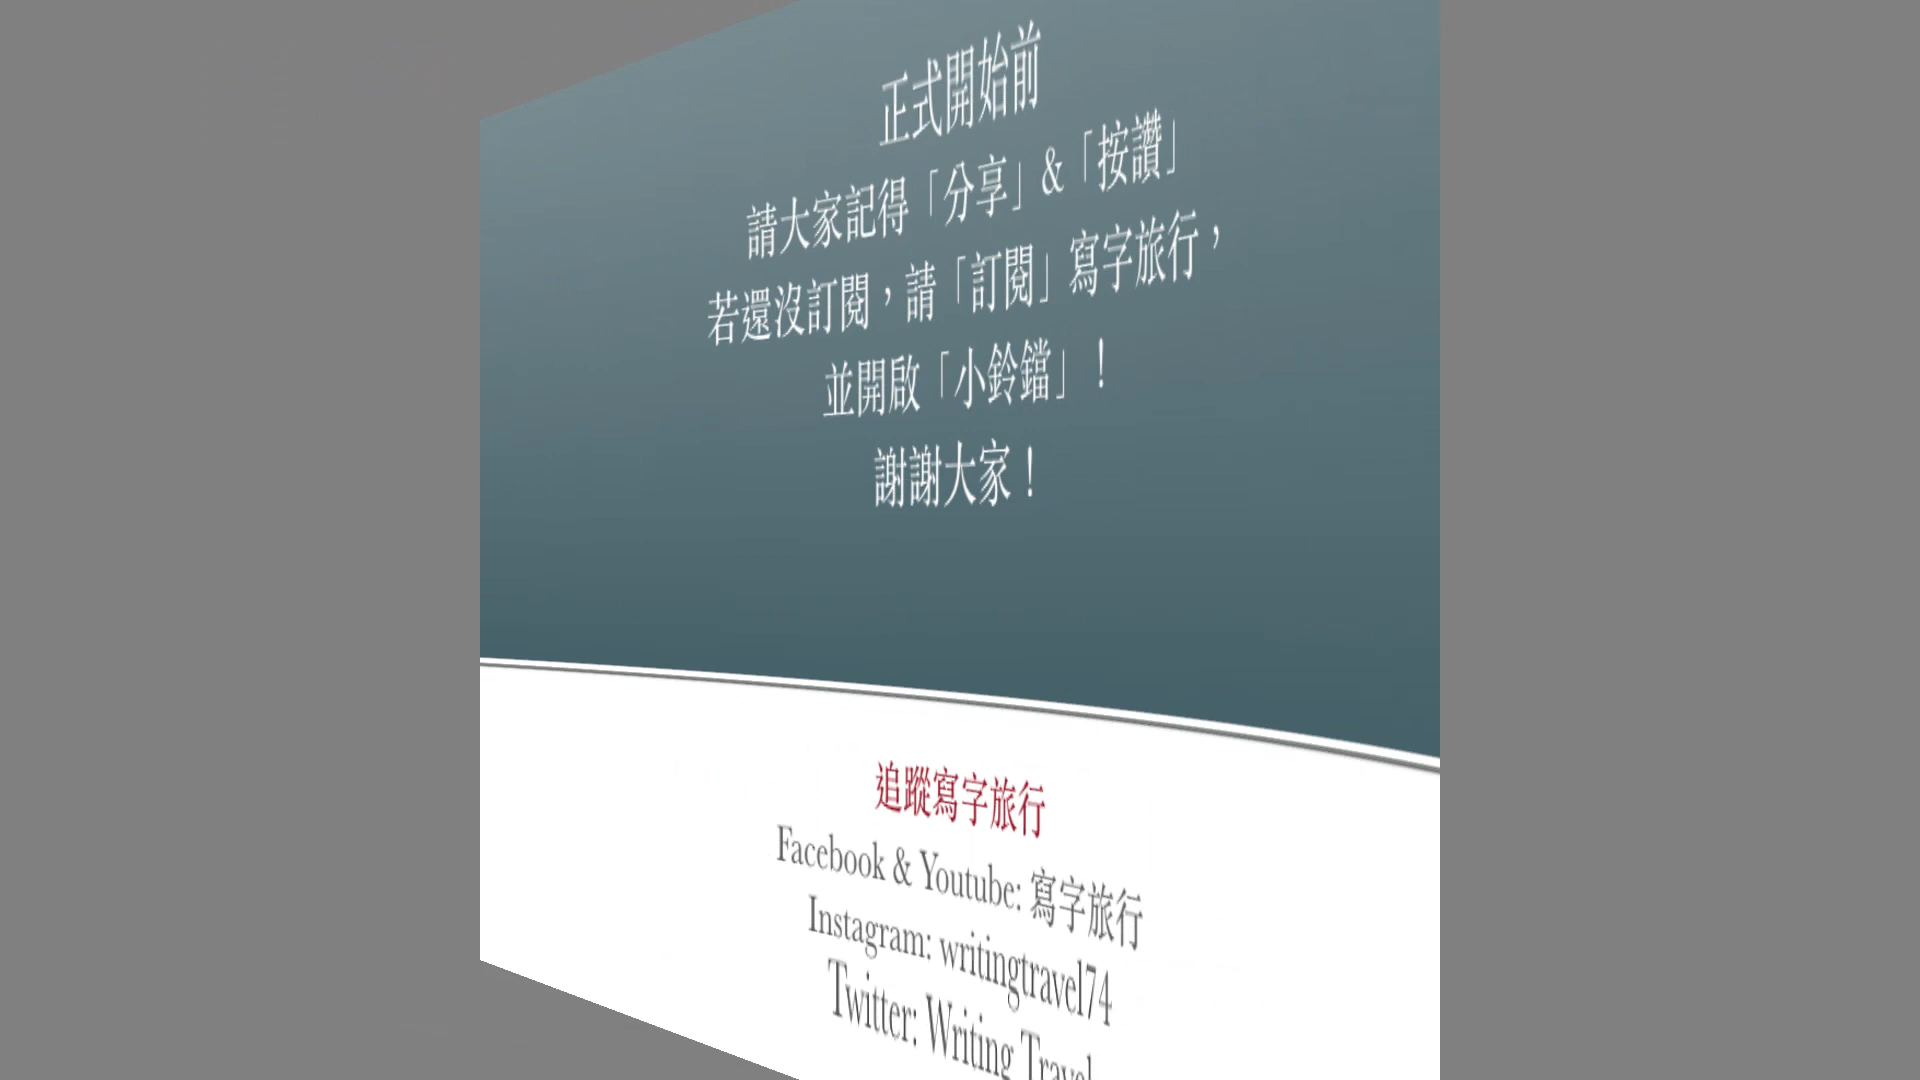 正式開始前
請大家記得「分享」&「按讚」
若還沒訂閱，請「訂閱」寫字旅行，
並開啟「小鈴鐺」！
謝謝大家！
追蹤寫字旅行
Facebook & Youtube: 寫字旅行
Instagram: writingtravel74
Twitter: Writing Travel